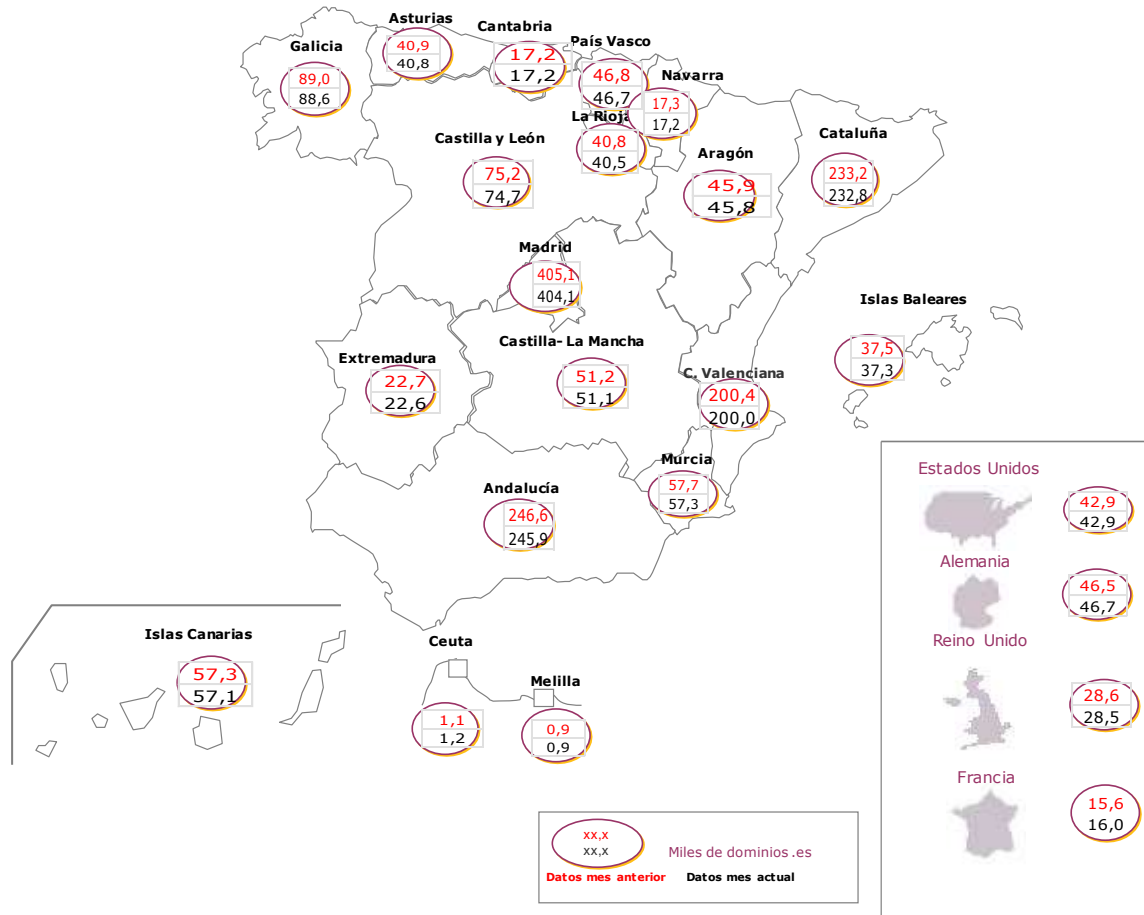 Asturias
40,9
40,8
Cantabria
17,2
17,2
País Vasco
46,8
46,7
Galicia
89,0
88,6
Navarra
17,3
17,2
La Rioja
40,8
40,5
Castilla y León
75,2
74,7
Aragón
45,9
45,8
Cataluña
233,2
232,8
Madrid
405,1
404,1
Islas Baleares
37,5
37,3
Extremadura
22,7
22,6
Castilla- La Mancha
51,2
51,1
C. Valenciana
200,4
200,0
Murcia
57,7
57,3
Andalucía
246,6
245,9
Islas Canarias
57,3
57,1
Ceuta
1,1
1,2
Melilla
0,9
0,9
Estados Unidos
42,9
42,9
Alemania
46,5
46,7
Reino Unido
28,6
28,5
Francia
15,6
16,0
xx,x
xx,x
Miles de dominios .es
Datos mes anterior Datos mes actual